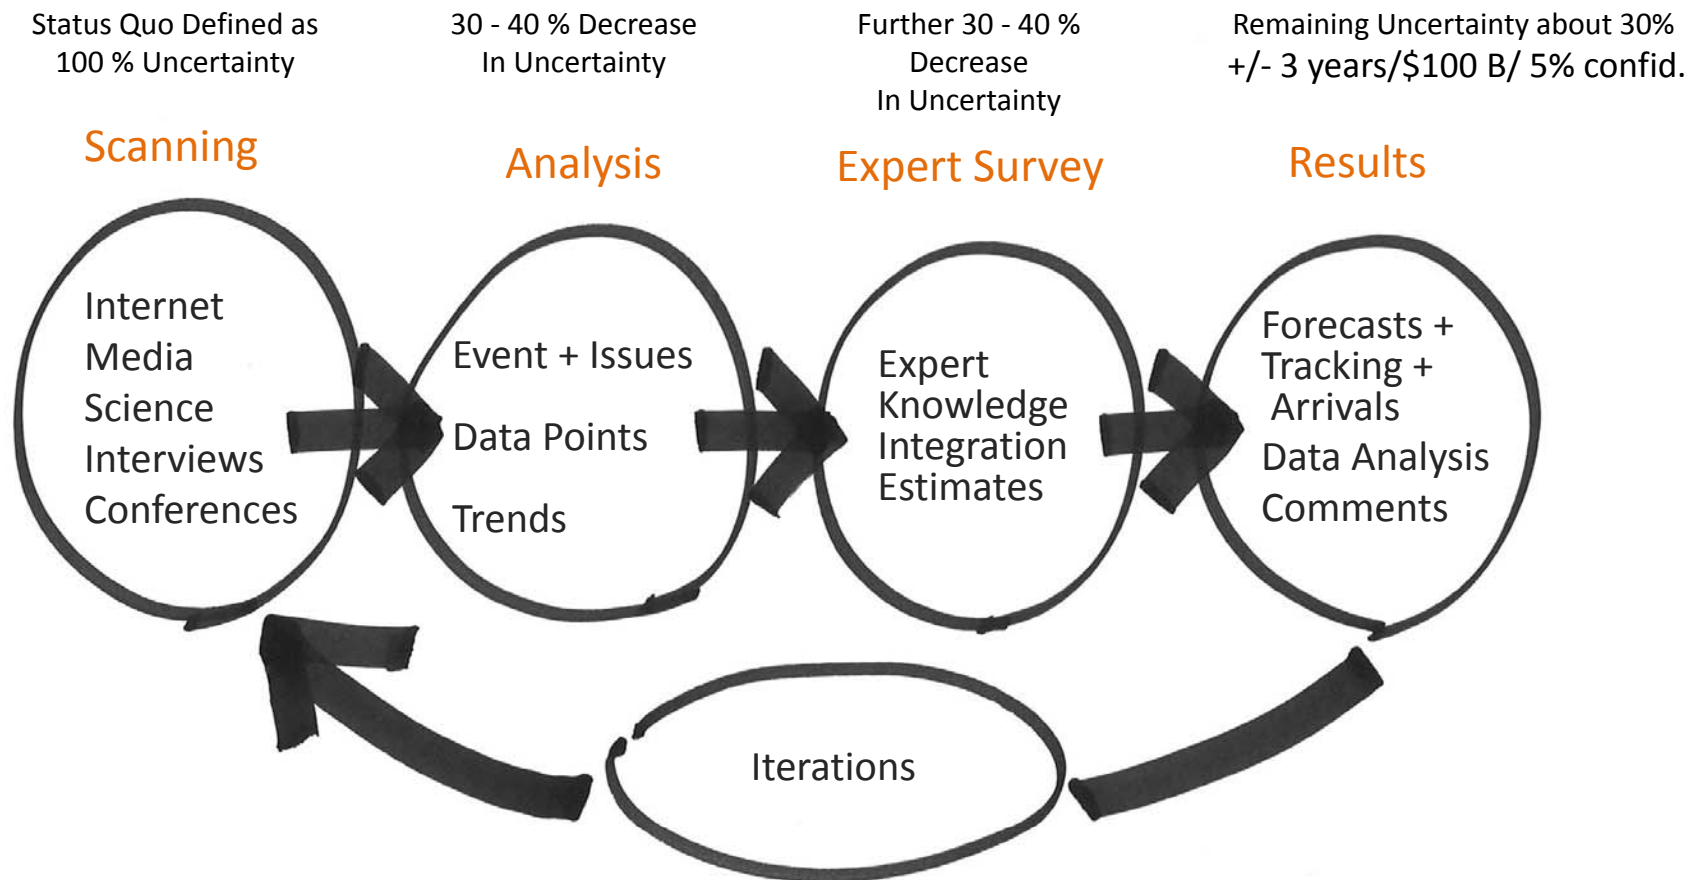 Status Quo Defined as
100 % Uncertainty
30 - 40 % Decrease
In Uncertainty
Further 30 - 40 %
Decrease
In Uncertainty
Remaining Uncertainty about 30%
+/- 3 years/$100 B/ 5% confid.
Scanning
Analysis
Expert Survey
Results
Internet
Media
Science
Interviews
Conferences
Event + Issues
Data Points
Trends
Expert
Knowledge
Integration
Estimates
Forecasts +
Tracking +
Arrivals
Data Analysis
Comments
Iterations